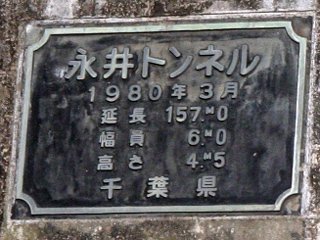 永井トンネル
1980年3月
延長 157.M0
幅員 6.M0
高さ 4.M5
千葉県